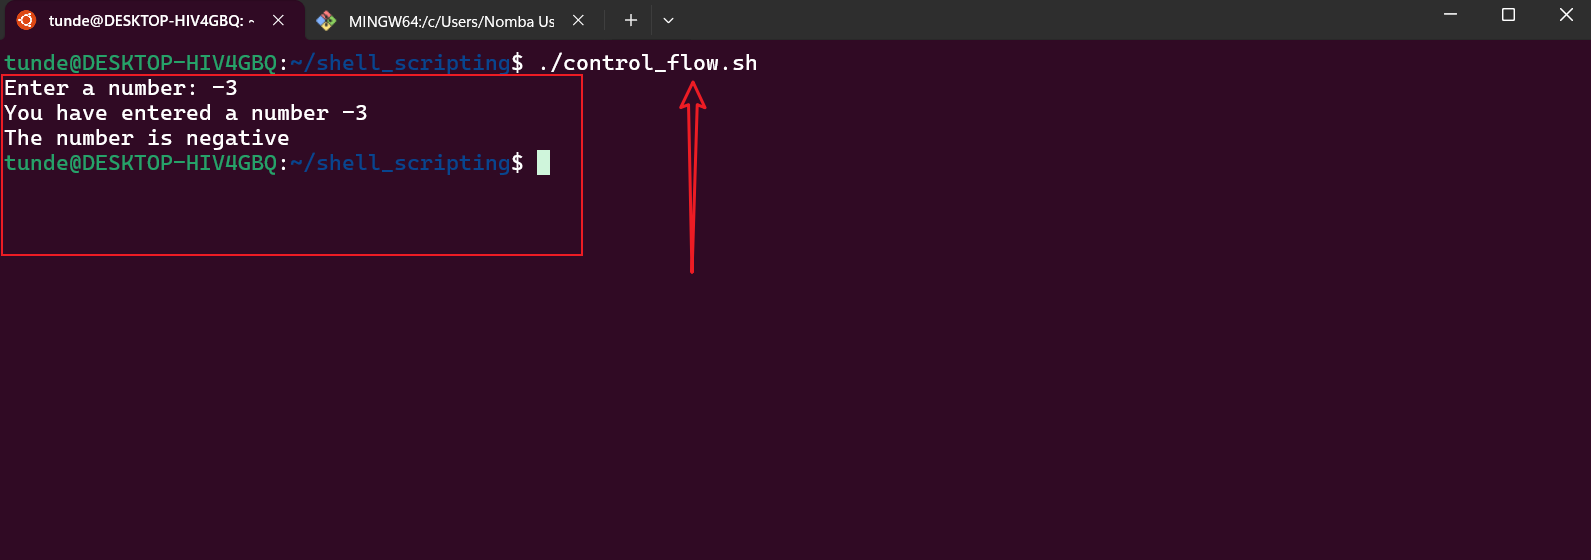 tunde@DESKTOP-HIV4GBQ: ~
MINGW64:/c/Users/Nomba Us
tunde@DESKTOP-HIV4GBQ:~/shell_scripting$ ./control_flow.sh
Enter a number: -3
You have entered a number -3
The number is negative
tunde@DESKTOP-HIV4GBQ:~/shell_scripting$